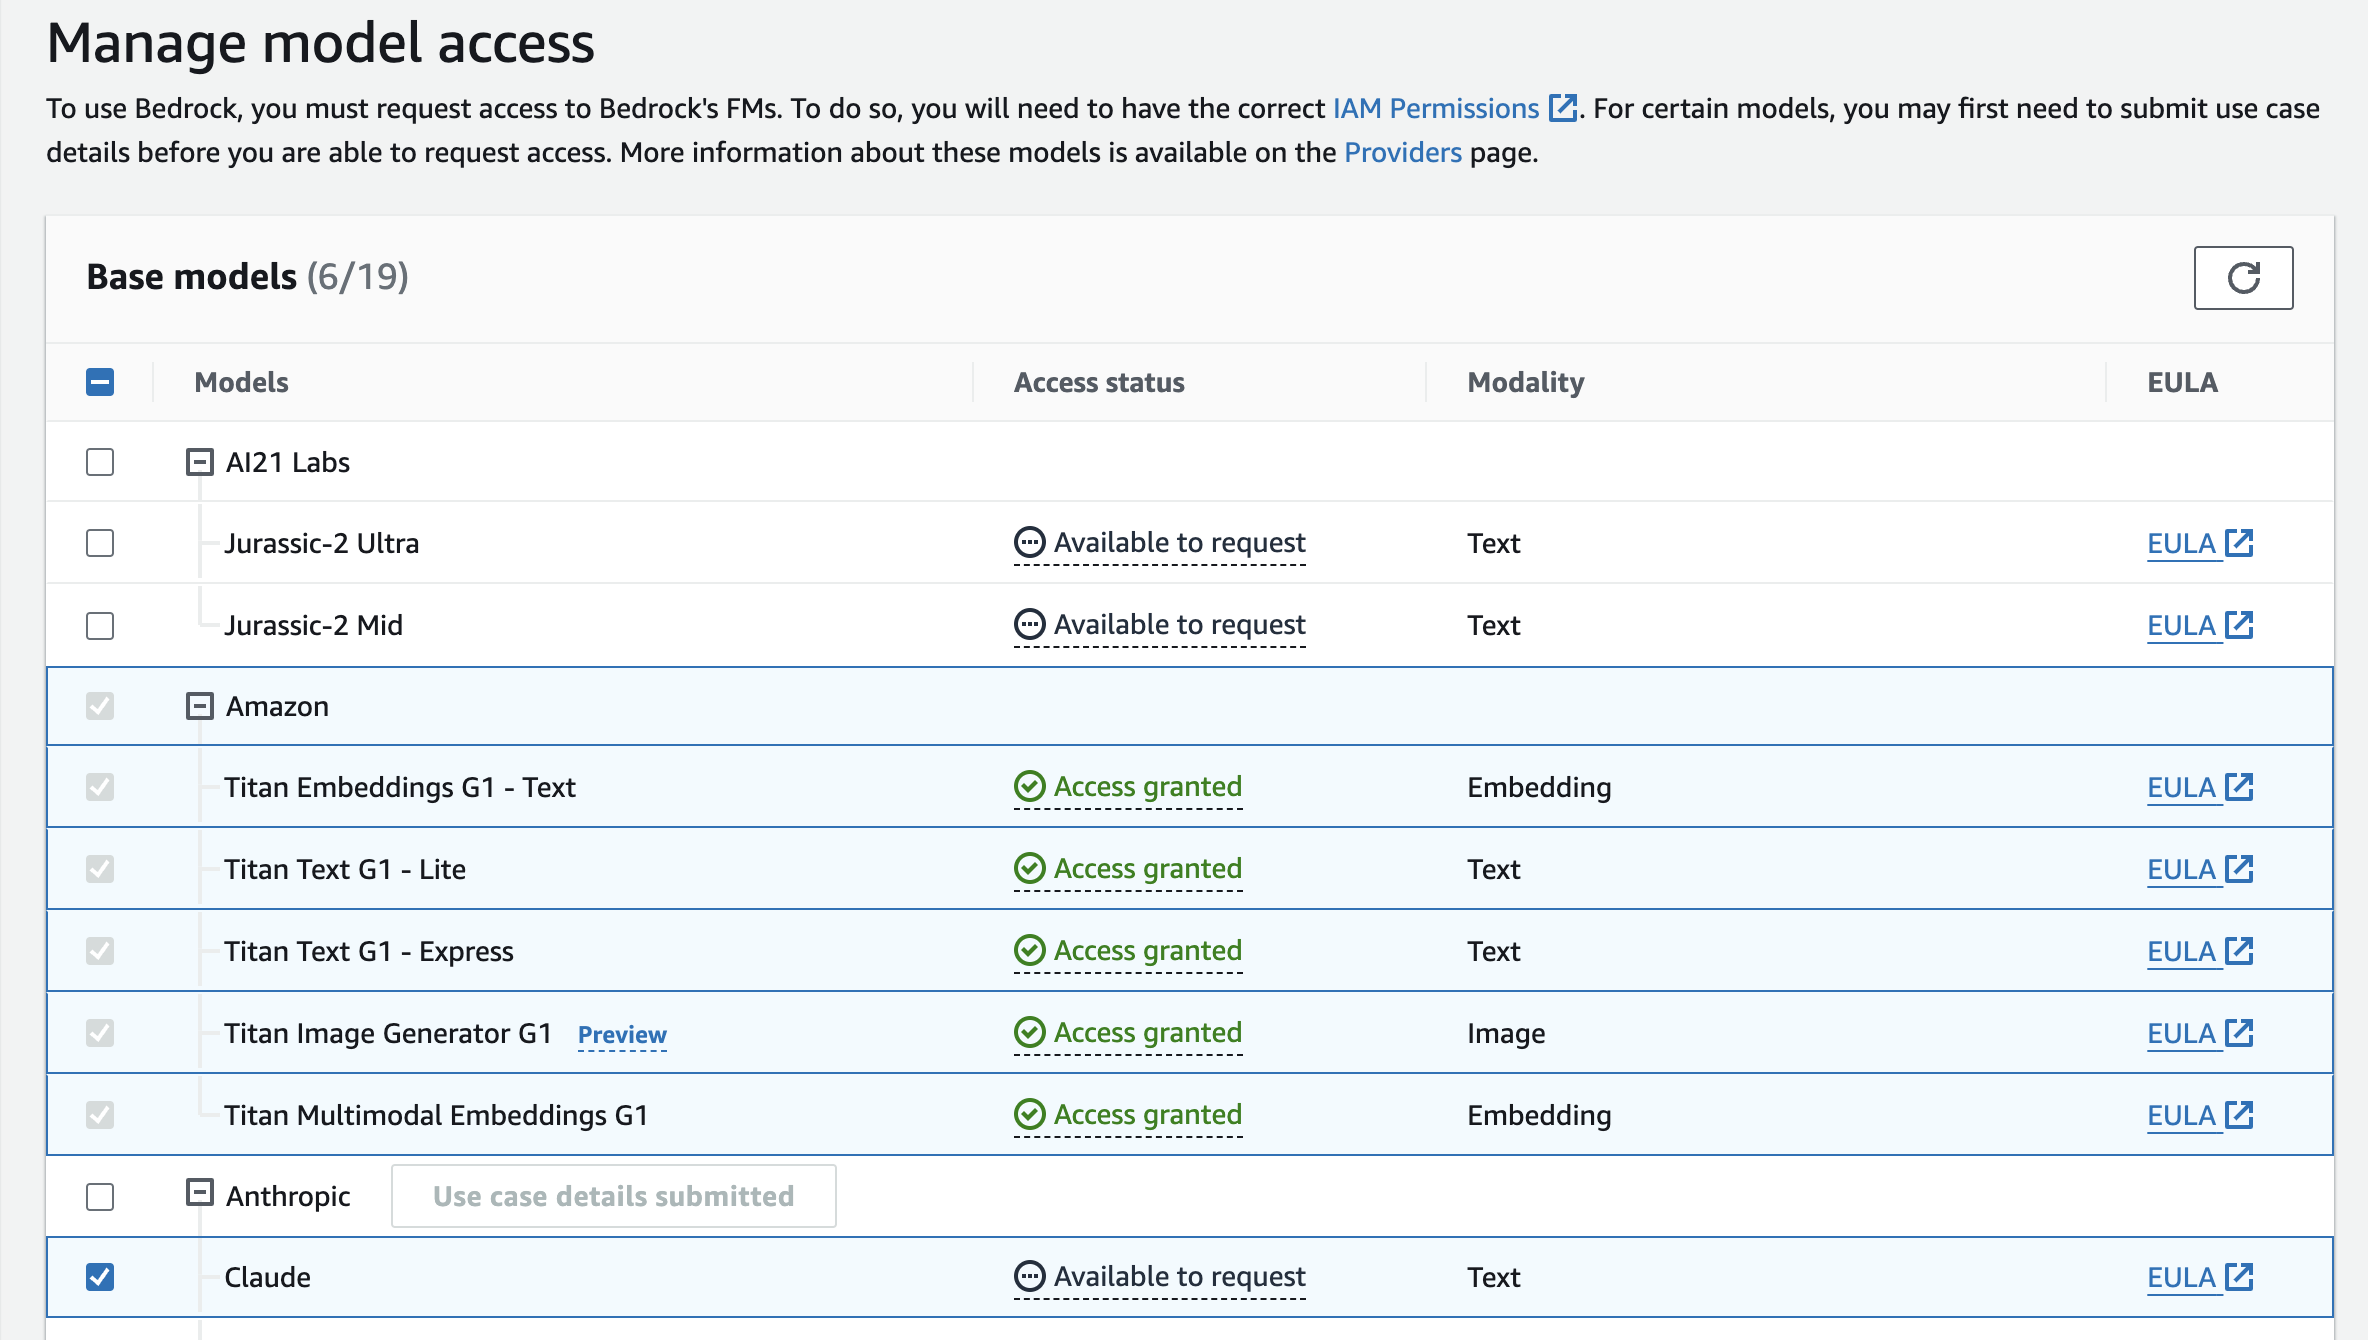 Manage model access
To use Bedrock, you must request access to Bedrock's FMs. To do so, you will need to have the correct IAM Permissions. For certain models, you may first need to submit use case
details before you are able to request access. More information about these models is available on the Providers page.
Base models (6/19)
Models Access status Modality EULA
AI21 Labs
Jurassic-2 Ultra Available to request Text EULA
Jurassic-2 Mid Available to request Text EULA
Amazon
Titan Embeddings G1 - Text Access granted Embedding EULA
Titan Text G1 - Lite Access granted Text EULA
Titan Text G1 - Express Access granted Text EULA
Titan Image Generator G1 Preview Access granted Image EULA
Titan Multimodal Embeddings G1 Access granted Embedding EULA
Anthropic Use case details submitted
Claude Available to request Text EULA